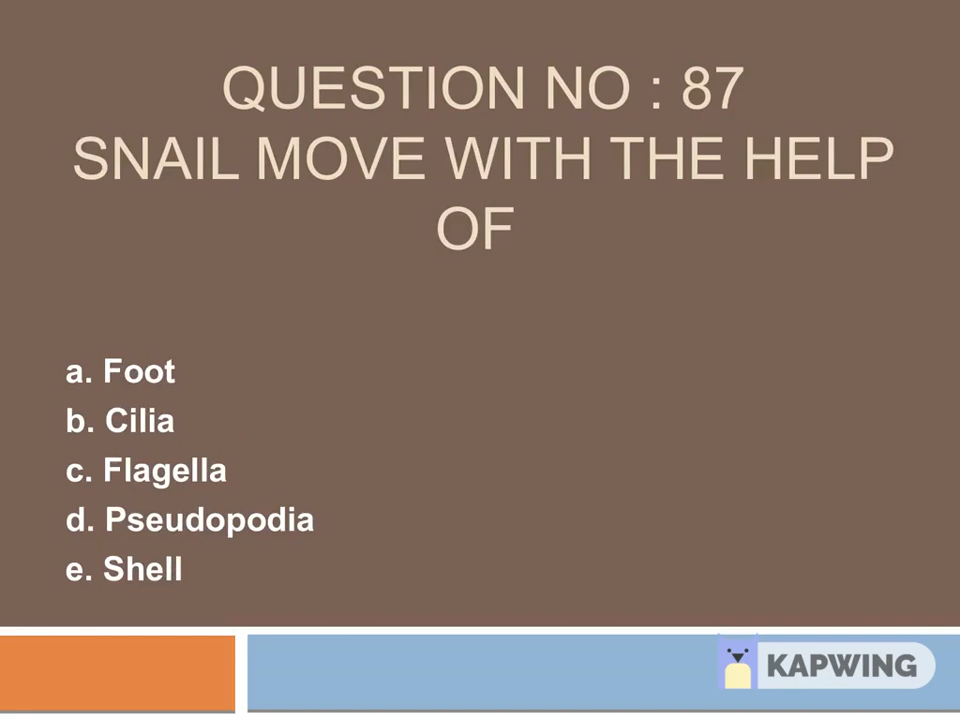 QUESTION NO : 87
SNAIL MOVE WITH THE HELP
OF
a. Foot
b. Cilia
c. Flagella
d. Pseudopodia
e. Shell
KAPWING